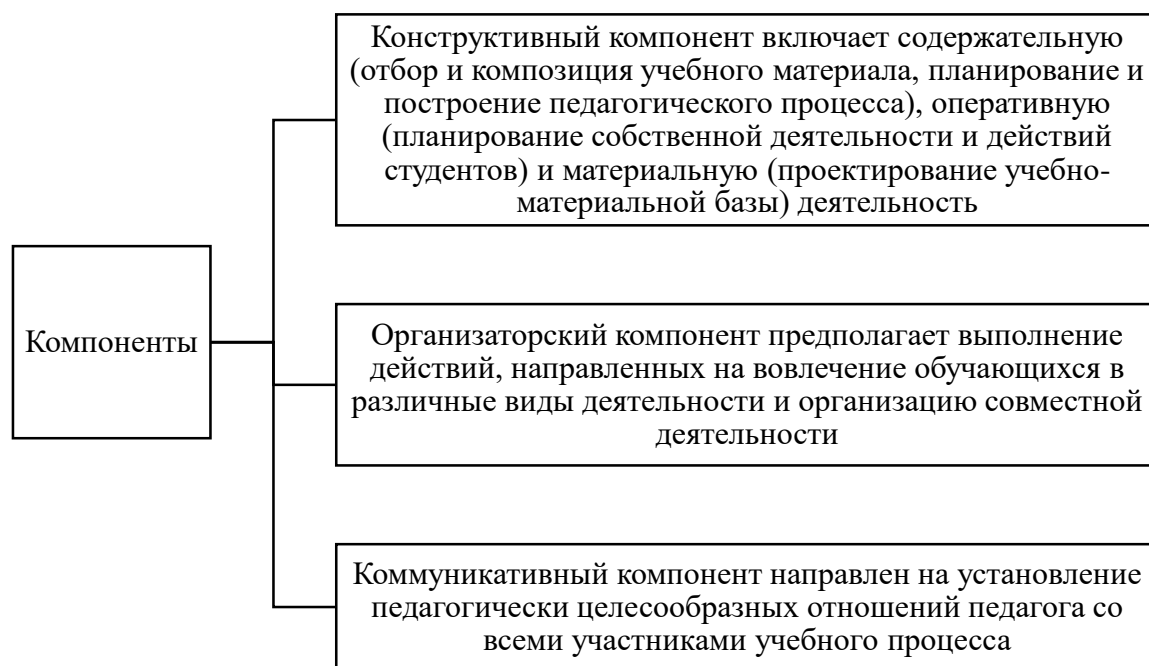 Конструктивный компонент включает содержательную
(отбор и композиция учебного материала, планирование и
построение педагогического процесса), оперативную
(планирование собственной деятельности и действий
студентов) и материальную (проектирование учебно-
материальной базы) деятельность
Компоненты
Организаторский компонент предполагает выполнение
действий, направленных на вовлечение обучающихся в
различные виды деятельности и организацию совместной
деятельности
Коммуникативный компонент направлен на установление
педагогически целесообразных отношений педагога со
всеми участниками учебного процесса